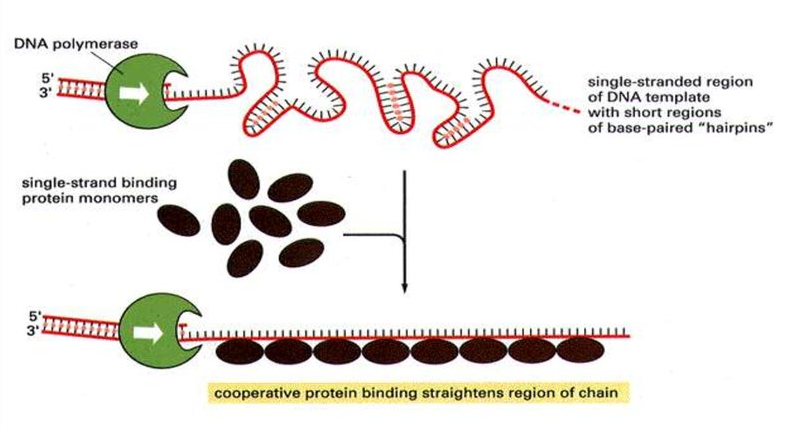 DNA polymerase
5'
3'
single-stranded region
of DNA template
with short regions
of base-paired “hairpins”
single-strand binding
protein monomers
5'
3'
cooperative protein binding straightens region of chain